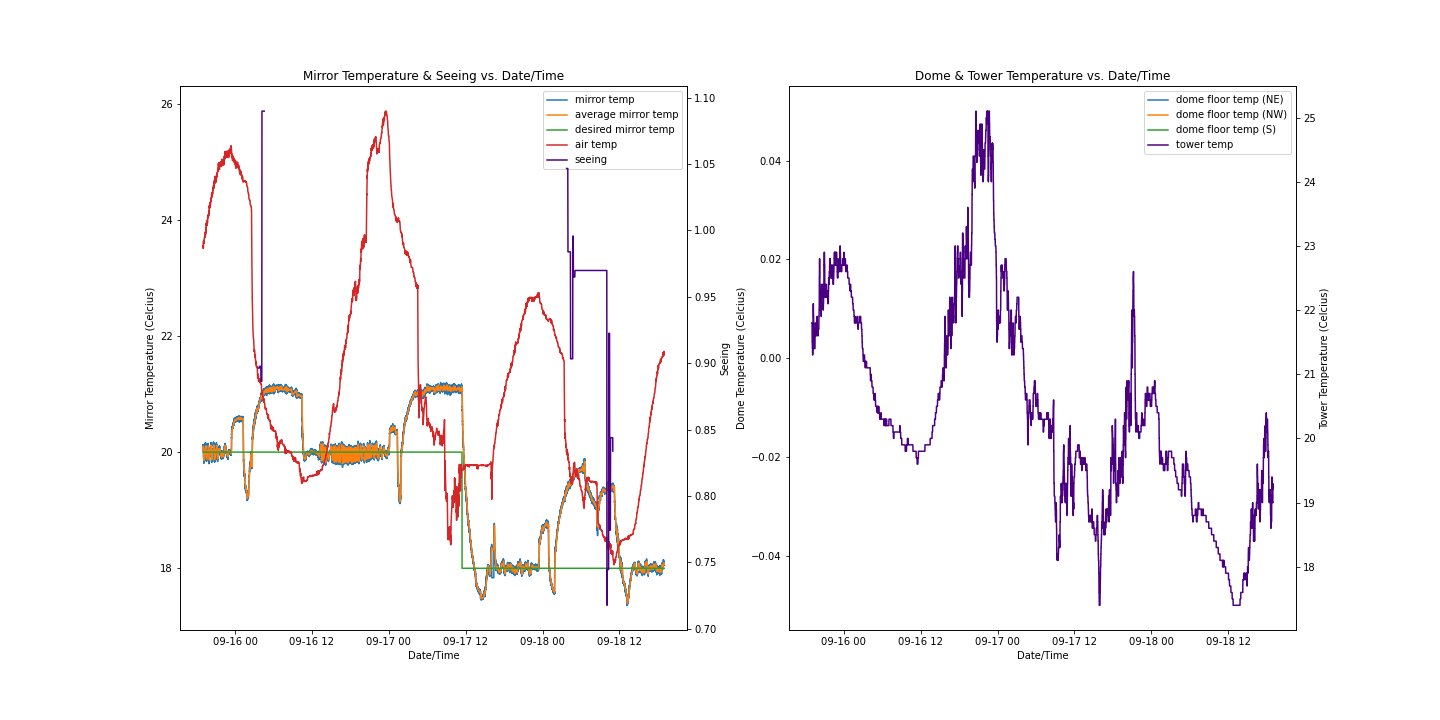 Mirror Temperature & Seeing vs. Date/Time
26
24
22
20
18
Mirror Temperature (Celcius)
mirror temp
average mirror temp
desired mirror temp
air temp
seeing
1.10
1.05
1.00
0.95
0.90
0.85
0.80
0.75
0.70
Seeing
09-16 00
09-16 12
09-17 00
09-17 12
09-18 00
09-18 12
Date/Time
Dome & Tower Temperature vs. Date/Time
0.04
0.02
0.00
−0.02
−0.04
Dome Temperature (Celcius)
dome floor temp (NE)
dome floor temp (NW)
dome floor temp (S)
tower temp
25
24
23
22
21
20
19
18
Tower Temperature (Celcius)
09-16 00
09-16 12
09-17 00
09-17 12
09-18 00
09-18 12
Date/Time